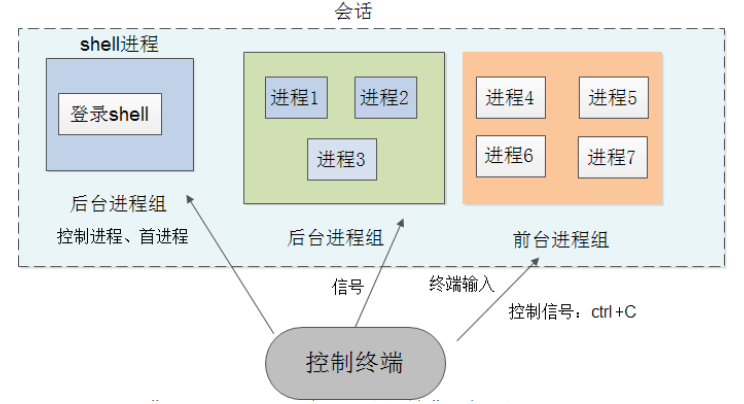 会话
shell进程
登录shell
进程1
进程2
进程3
进程4
进程5
进程6
进程7
后台进程组
控制进程、首进程
后台进程组
前台进程组
信号
终端输入
控制信号：ctrl+C
控制终端